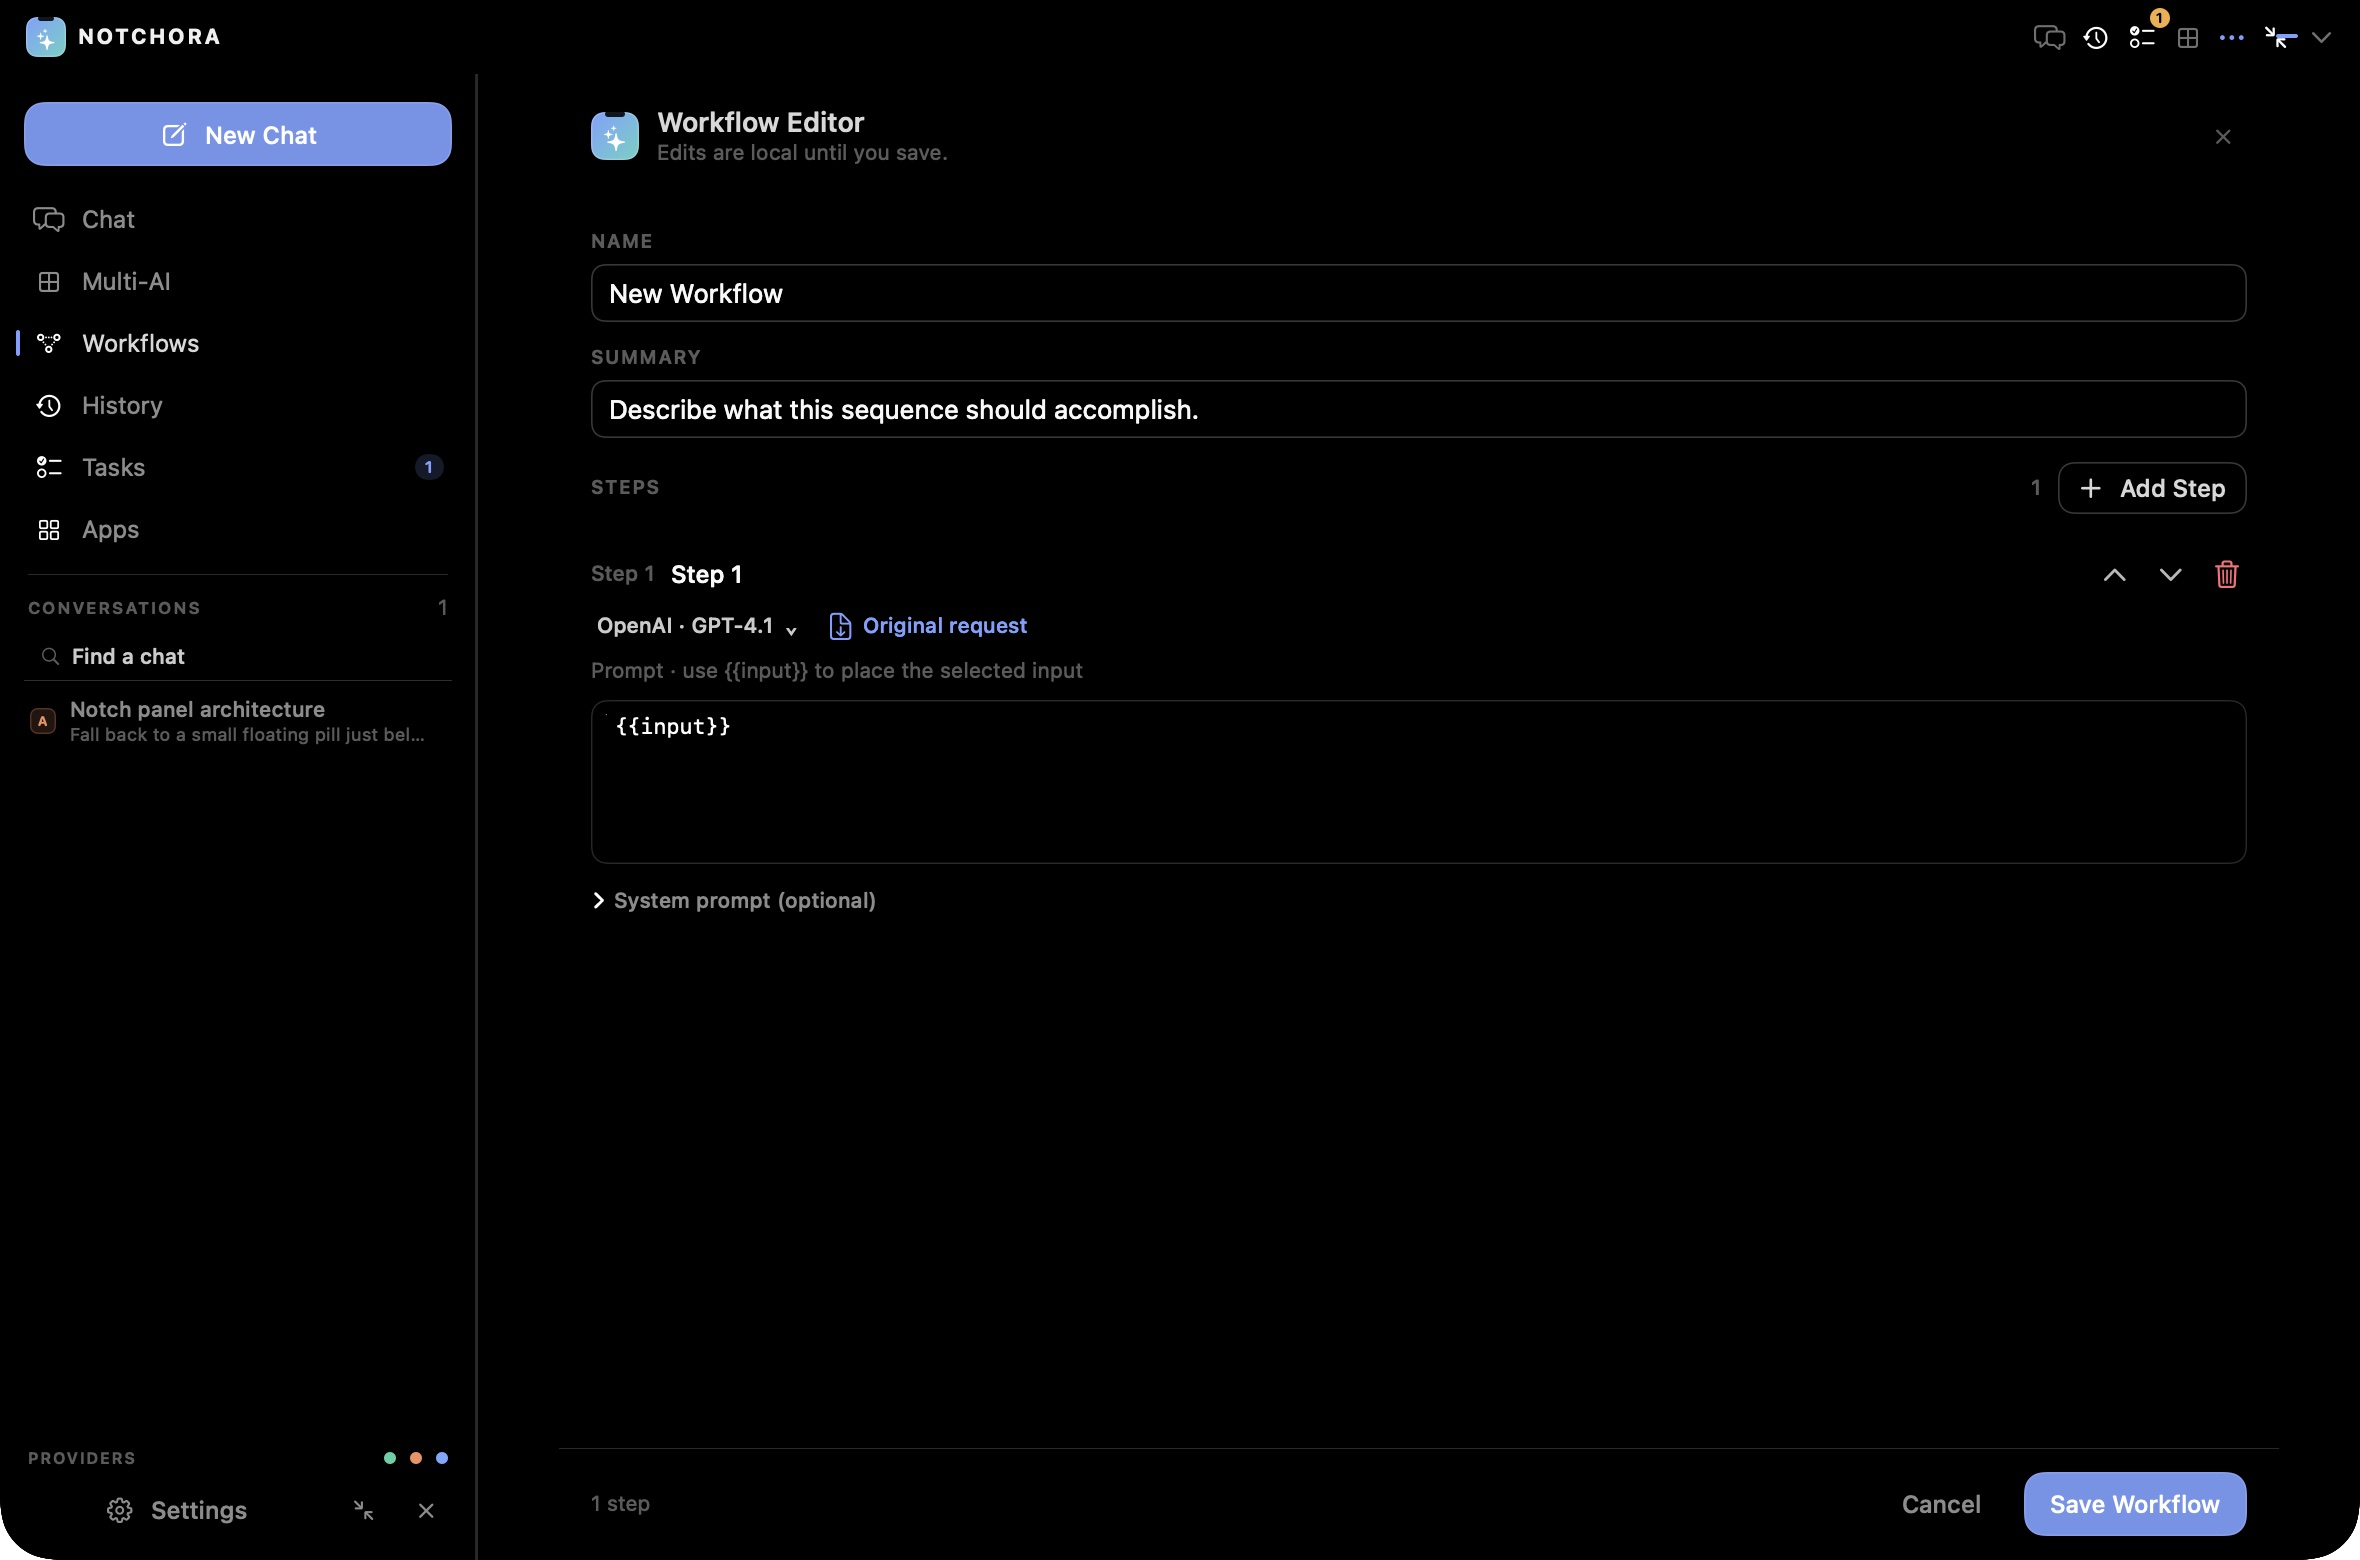 NOTCHORA
1
New Chat
Chat
Multi-AI
Workflows
History
Tasks
1
Apps
CONVERSATIONS
1
Find a chat
A
Notch panel architecture
Fall back to a small floating pill just bel...
PROVIDERS
Settings
Workflow Editor
Edits are local until you save.
NAME
New Workflow
SUMMARY
Describe what this sequence should accomplish.
STEPS
1
Add Step
Step 1
Step 1
OpenAI · GPT-4.1
Original request
Prompt · use {{input}} to place the selected input
{{input}}
System prompt (optional)
1 step
Cancel
Save Workflow